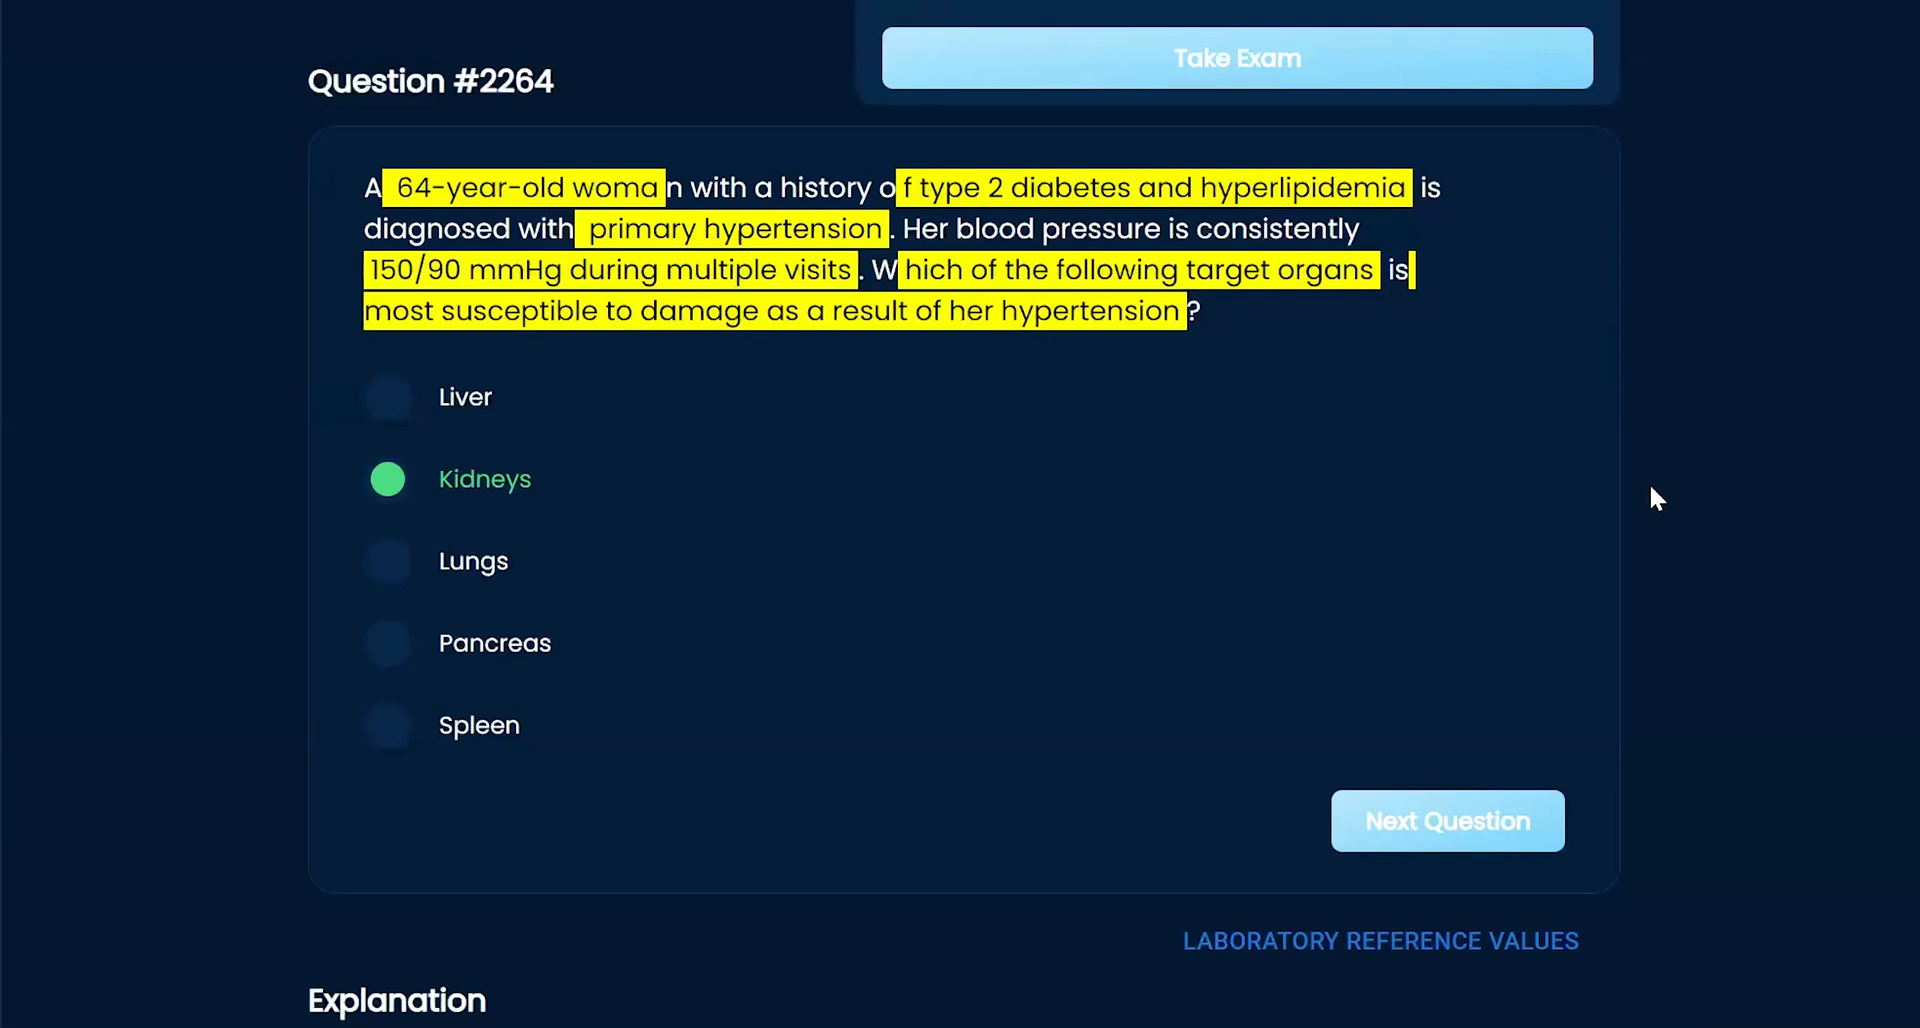 Take Exam
Question #2264
A 64-year-old woman with a history of type 2 diabetes and hyperlipidemia is
diagnosed with primary hypertension. Her blood pressure is consistently
150/90 mmHg during multiple visits. Which of the following target organs is
most susceptible to damage as a result of her hypertension?
Liver
Kidneys
Lungs
Pancreas
Spleen
Next Question
LABORATORY REFERENCE VALUES
Explanation